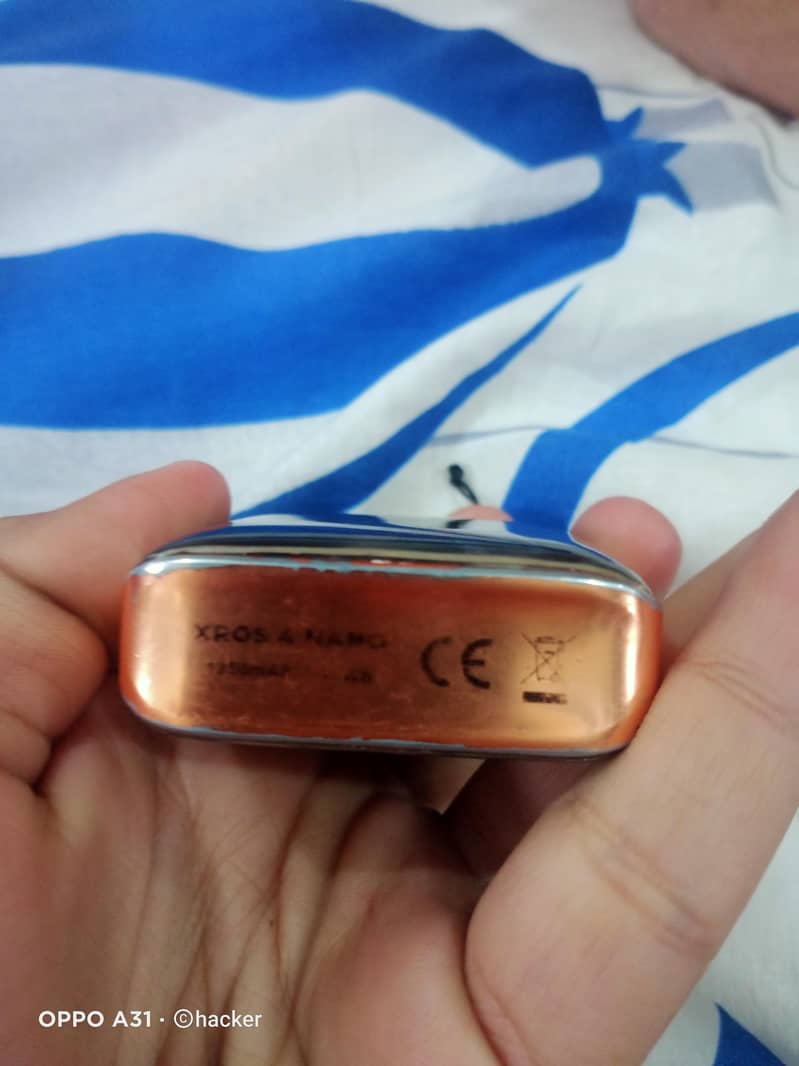 XROS 4 NANO
CE
OPPO A31 · ©hacker